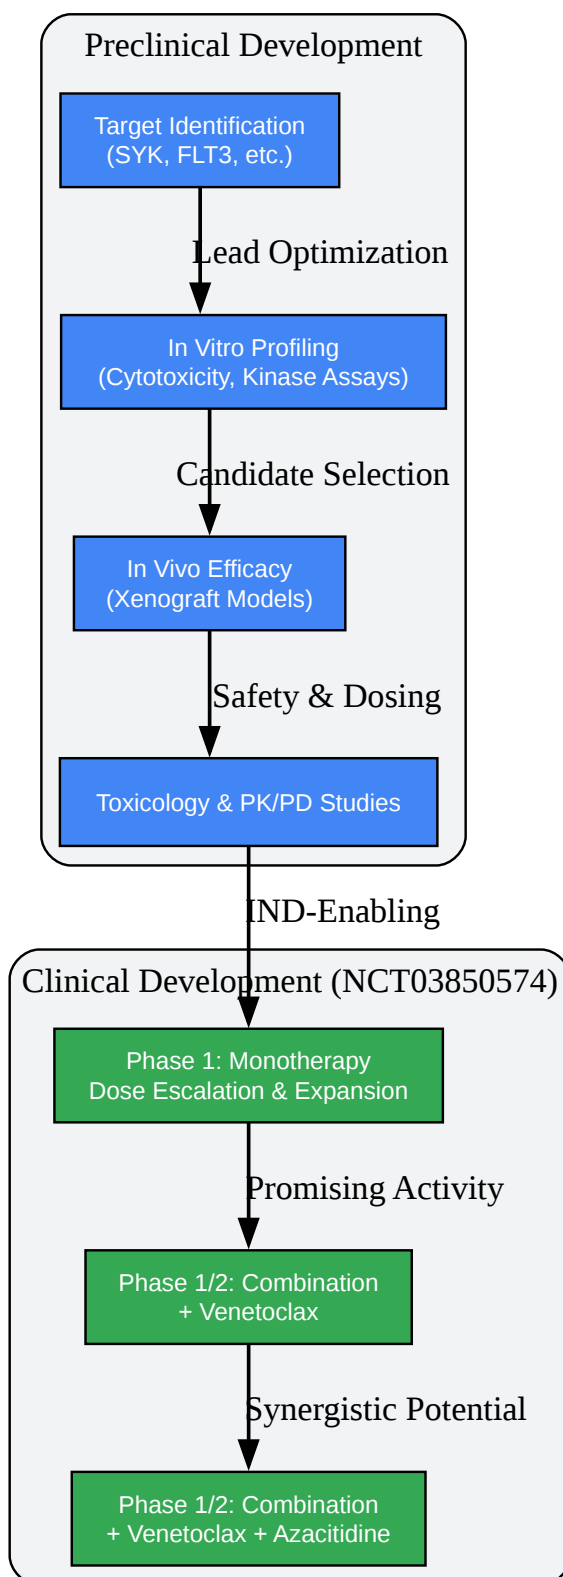 Preclinical Development
Target Identification
(SYK, FLT3, etc.)
Lead Optimization
In Vitro Profiling
(Cytotoxicity, Kinase Assays)
Candidate Selection
In Vivo Efficacy
(Xenograft Models)
Safety & Dosing
Toxicology & PK/PD Studies
IND-Enabling
Clinical Development (NCT03850574)
Phase 1: Monotherapy
Dose Escalation & Expansion
Promising Activity
Phase 1/2: Combination
+ Venetoclax
Synergistic Potential
Phase 1/2: Combination
+ Venetoclax + Azacitidine